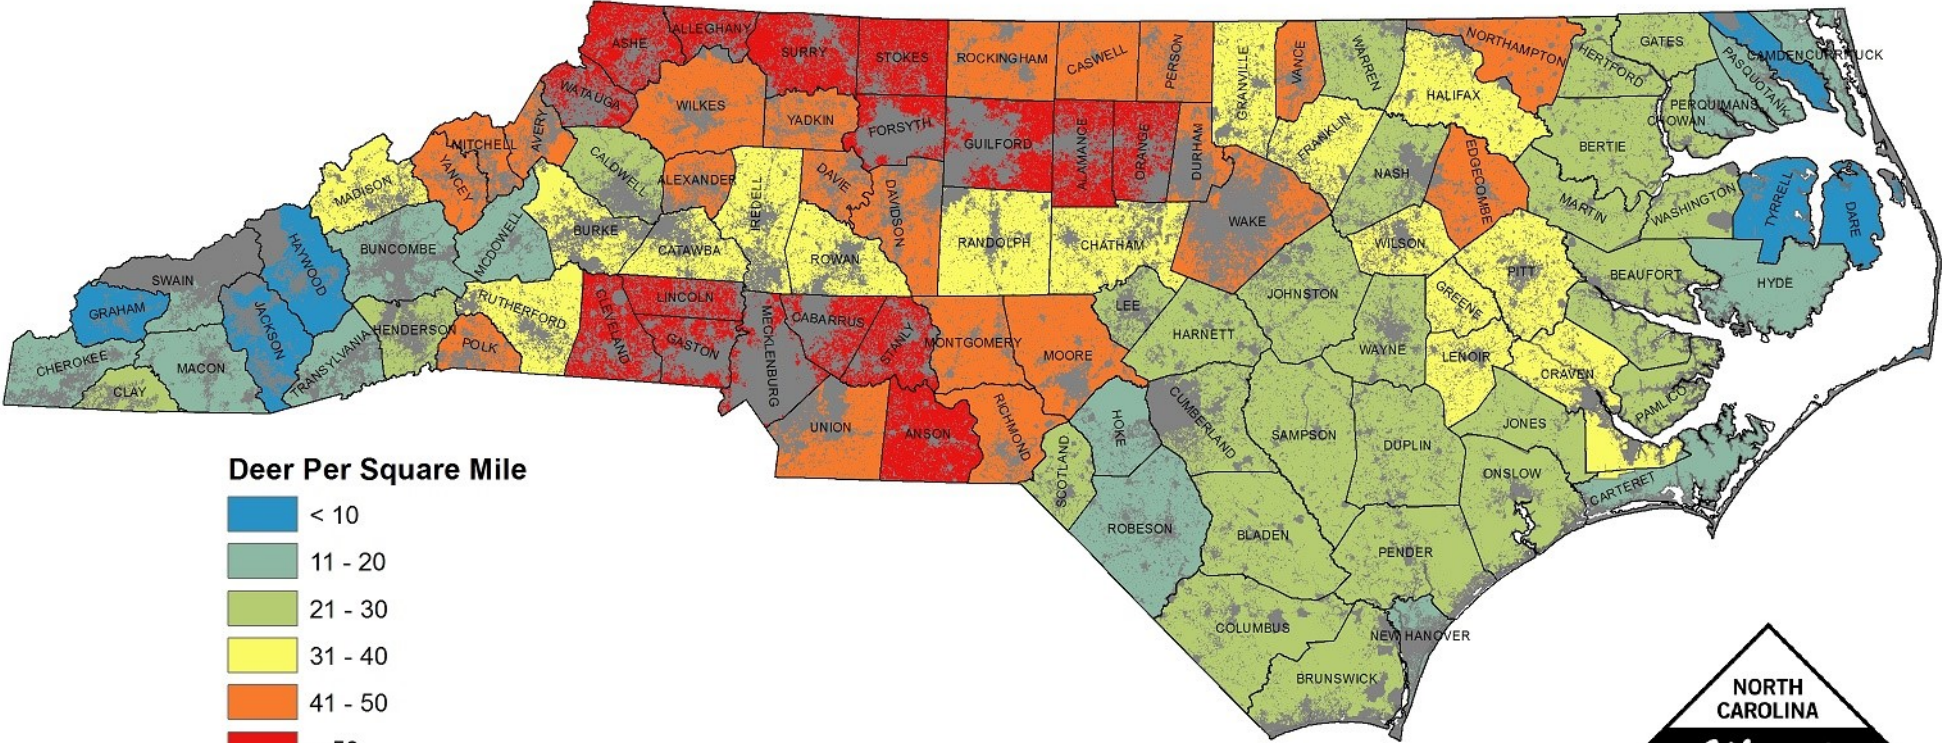 ALLEGHANY
ASHE
SURRY
STOKES
ROCKINGHAM
CASWELL
PERSON
GRANVILLE
VANCE
WARREN
NORTHAMPTON
HERTFORD
GATES
CAMDEN
CURRITUCK
PASQUOTANK
PERQUIMANS
CHOWAN
WATAUGA
WILKES
YADKIN
FORSYTH
GUILFORD
ALAMANCE
ORANGE
DURHAM
FRANKLIN
HALIFAX
NASH
EDGECOMBE
BERTIE
MARTIN
WASHINGTON
TYRRELL
DARE
AVERY
MITCHELL
YANCEY
MADISON
CALDWELL
ALEXANDER
IREDELL
DAVIE
DAVIDSON
RANDOLPH
CHATHAM
WAKE
WILSON
PITT
BEAUFORT
HYDE
HAYWOOD
BUNCOMBE
MCDOWELL
BURKE
CATAWBA
ROWAN
SWAIN
GRAHAM
JACKSON
RUTHERFORD
CLEVELAND
LINCOLN
GASTON
MECKLENBURG
CABARRUS
STANLY
MONTGOMERY
MOORE
LEE
HARNETT
JOHNSTON
GREENE
WAYNE
LENOIR
CRAVEN
PAMLICO
CHEROKEE
CLAY
MACON
TRANSYLVANIA
HENDERSON
POLK
UNION
ANSON
RICHMOND
SCOTLAND
HOKE
CUMBERLAND
SAMPSON
DUPLIN
JONES
ONSLOW
CARTERET
ROBESON
BLADEN
PENDER
COLUMBUS
NEW HANOVER
BRUNSWICK
Deer Per Square Mile
< 10
11 - 20
21 - 30
31 - 40
41 - 50
NORTH
CAROLINA